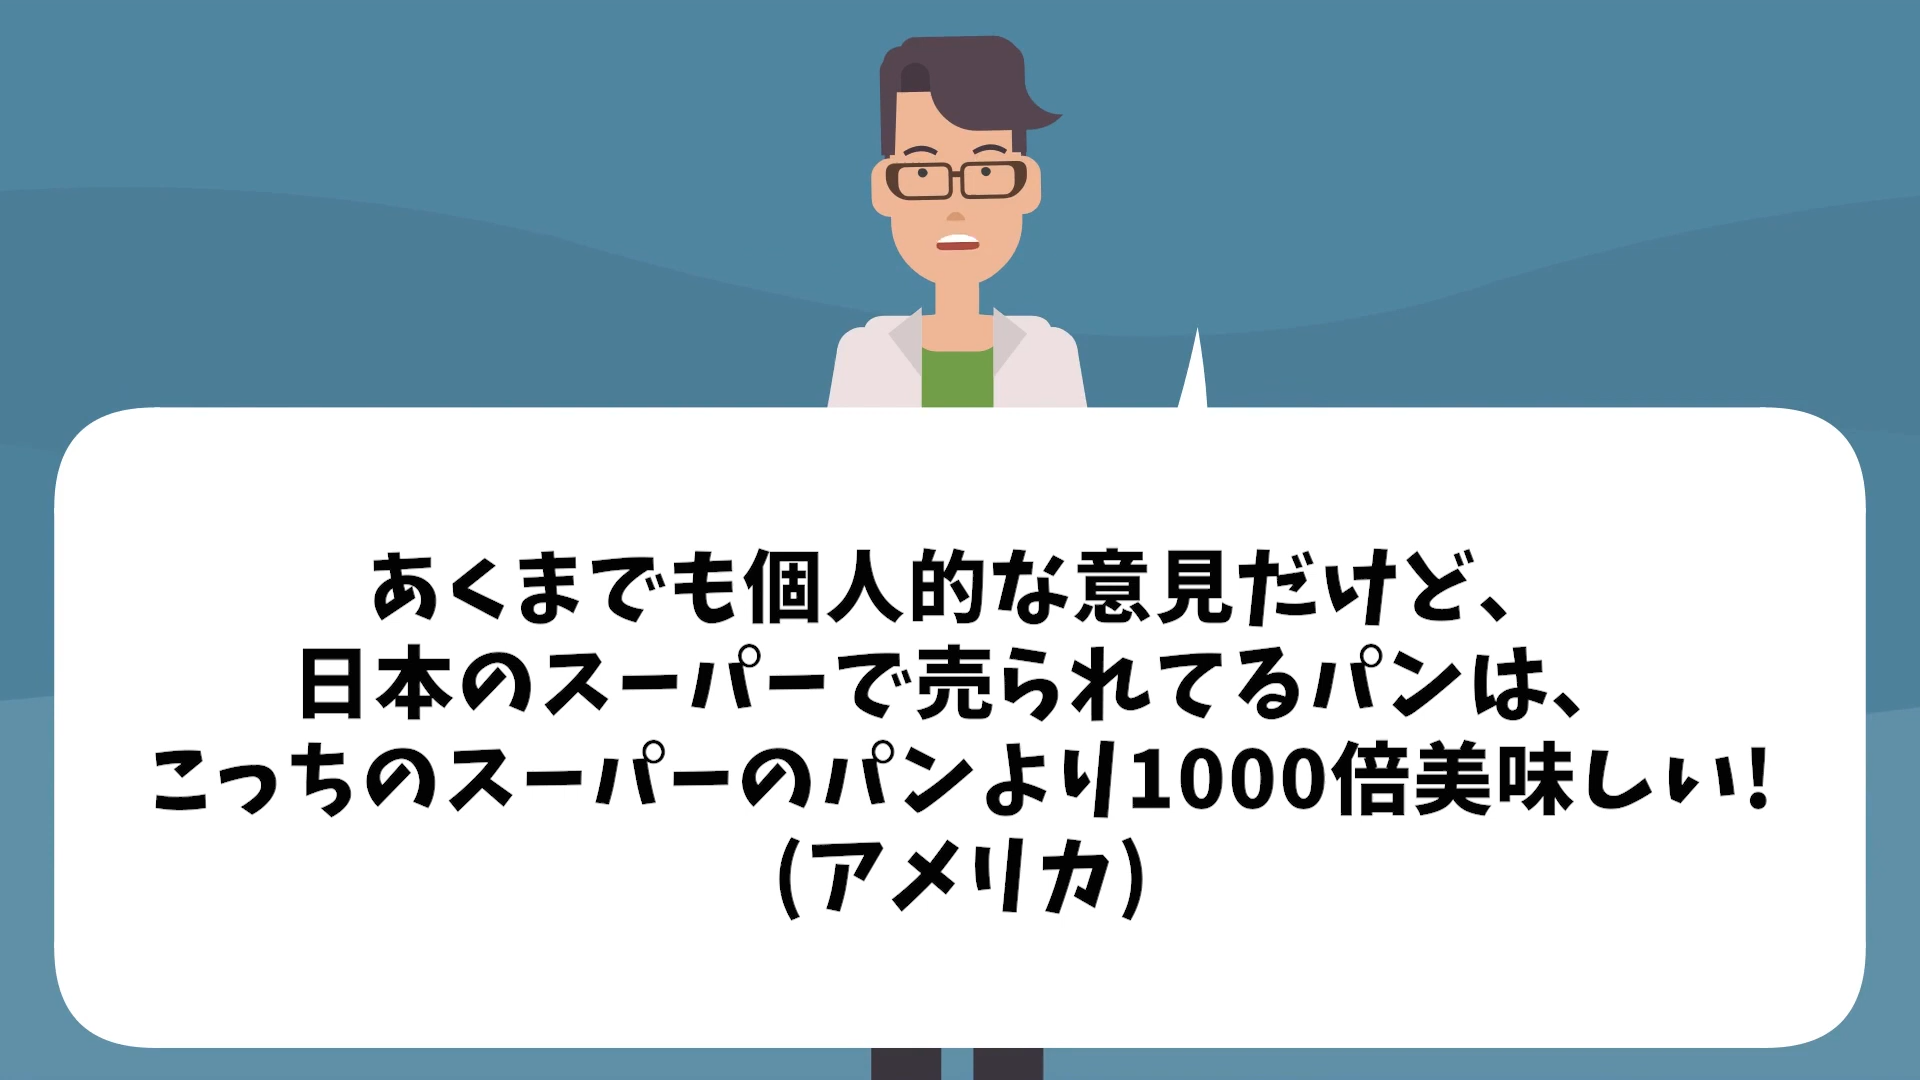 あくまでも個人的な意見だけど、
日本のスーパーで売られてるパンは、
こっちのスーパーのパンより1000倍美味しい!
(アメリカ)